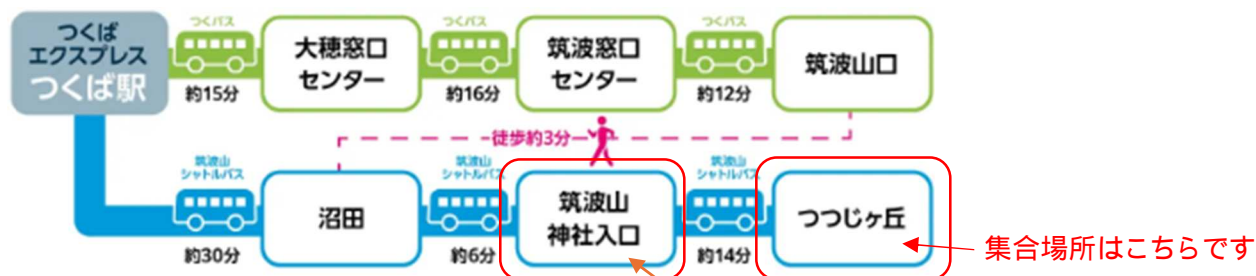 つくば
エクスプレス
つくば駅
つくバス
約15分
大穂窓口
センター
つくバス
約16分
筑波窓口
センター
つくバス
約12分
筑波山口
徒歩約3分
筑波山
シャトルバス
約30分
沼田
筑波山
シャトルバス
約6分
筑波山
神社入口
筑波山
シャトルバス
約14分
つつじヶ丘
集合場所はこちらです